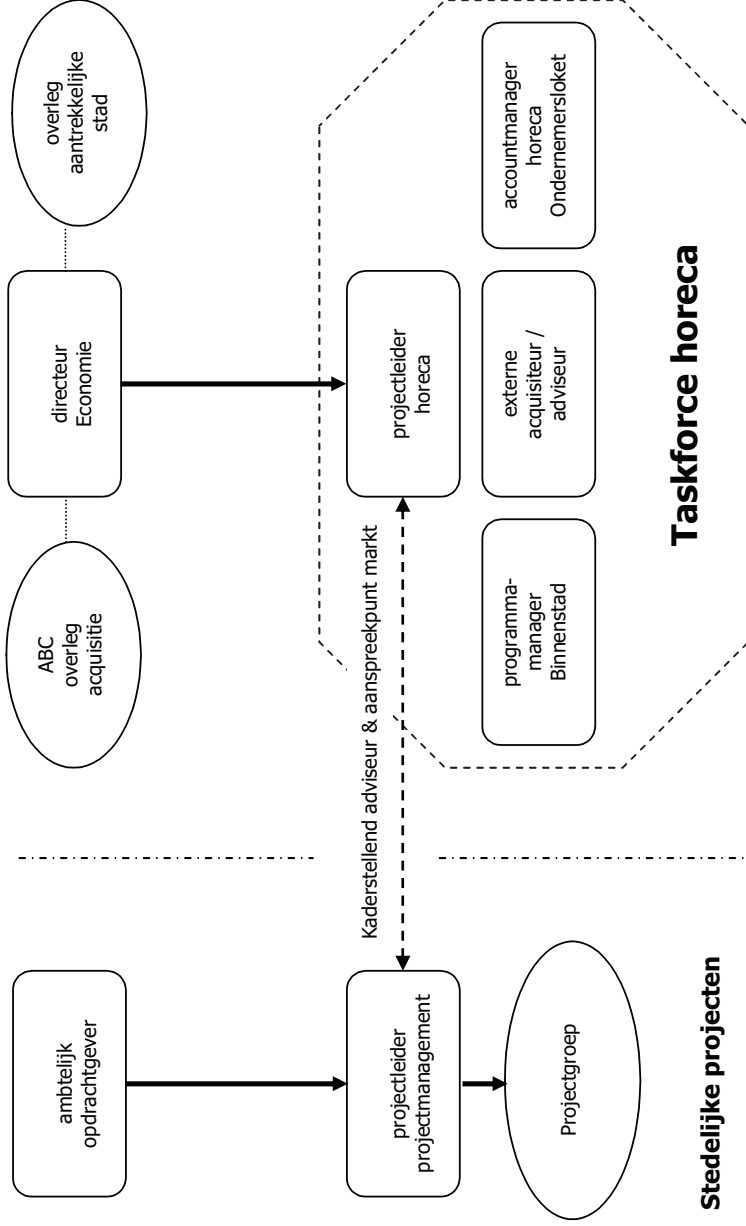 ambtelijk
opdrachtgever
ABC
overleg
acquisitie
directeur
Economie
overleg
aantrekkelijke
stad
projectleider
projectmanagement
Kaderstellend adviseur & aanspreekpunt markt
projectleider
horeca
Projectgroep
programma-
manager
Binnenstad
externe
acquisiteur /
adviseur
accountmanager
horeca
Ondernemersloket
Stedelijke projecten
Taskforce horeca